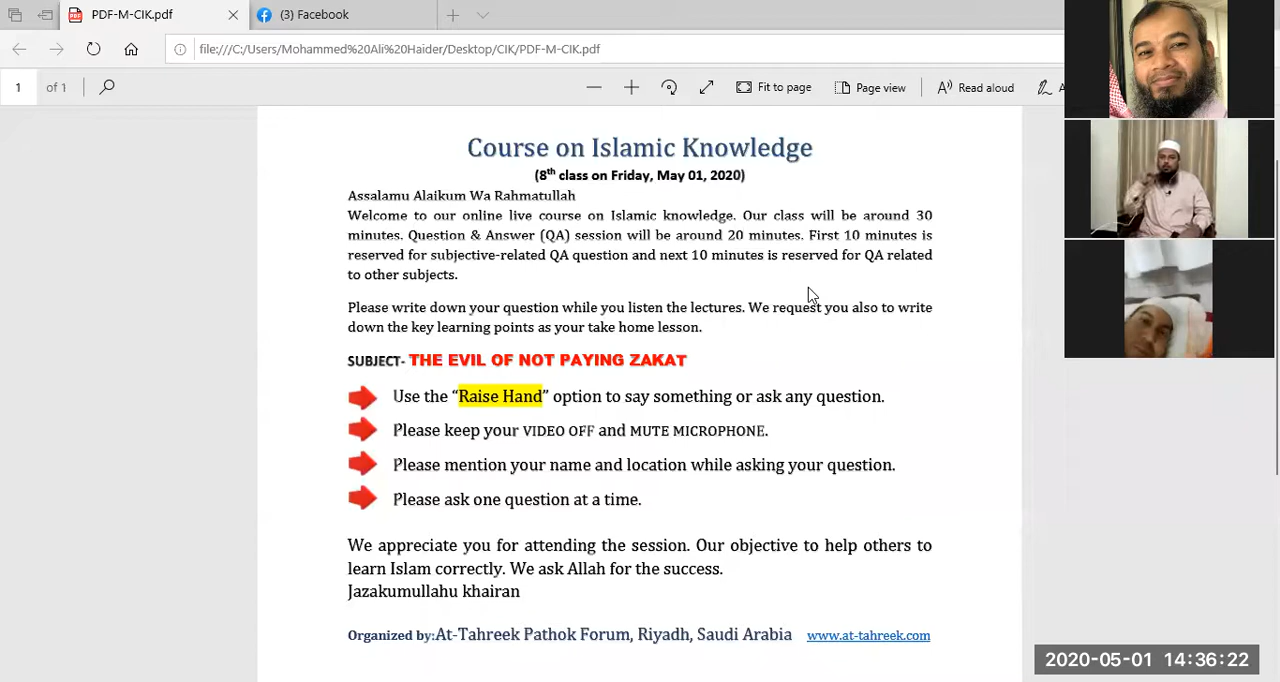 PDF-M-CIK.pdf
(3) Facebook
file:///C:/Users/Mohammed%20Ali%20Haider/Desktop/CIK/PDF-M-CIK.pdf
1 of 1
Fit to page
Page view
Read aloud
Course on Islamic Knowledge
(8th class on Friday, May 01, 2020)
Assalamu Alaikum Wa Rahmatullah
Welcome to our online live course on Islamic knowledge. Our class will be around 30
minutes. Question & Answer (QA) session will be around 20 minutes. First 10 minutes is
reserved for subjective-related QA question and next 10 minutes is reserved for QA related
to other subjects.
Please write down your question while you listen the lectures. We request you also to write
down the key learning points as your take home lesson.
SUBJECT- THE EVIL OF NOT PAYING ZAKAT
Use the “Raise Hand” option to say something or ask any question.
Please keep your VIDEO OFF and MUTE MICROPHONE.
Please mention your name and location while asking your question.
Please ask one question at a time.
We appreciate you for attending the session. Our objective to help others to
learn Islam correctly. We ask Allah for the success.
Jazakumullahu khairan
Organized by:At-Tahreek Pathok Forum, Riyadh, Saudi Arabia www.at-tahreek.com
2020-05-01 14:36:22